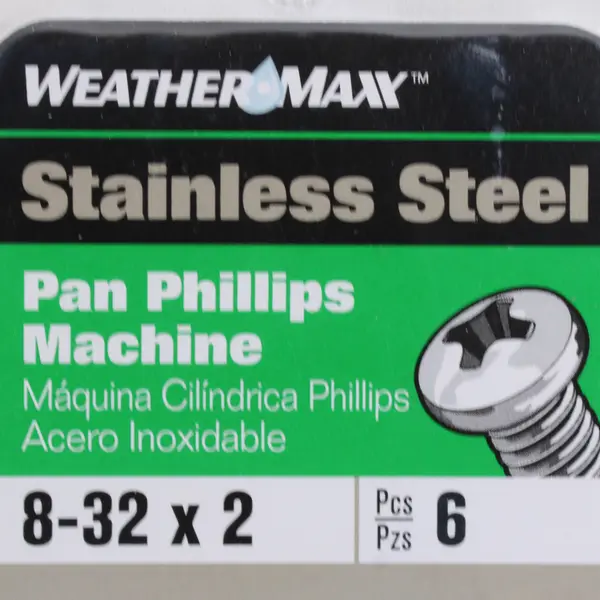 WEATHERMAXX™
Stainless Steel
Pan Phillips
Machine
Máquina Cilíndrica Phillips
Acero Inoxidable
8-32 x 2
Pcs
Pzs
6